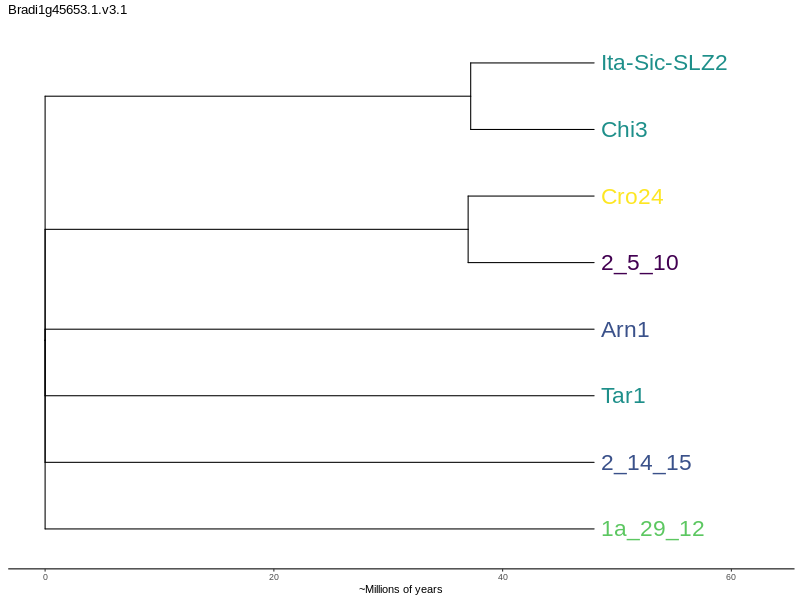 Bradi1g45653.1.v3.1
Ita-Sic-SLZ2
Chi3
Cro24
2_5_10
Arn1
Tar1
2_14_15
1a_29_12
0 20 40 60
~Millions of years